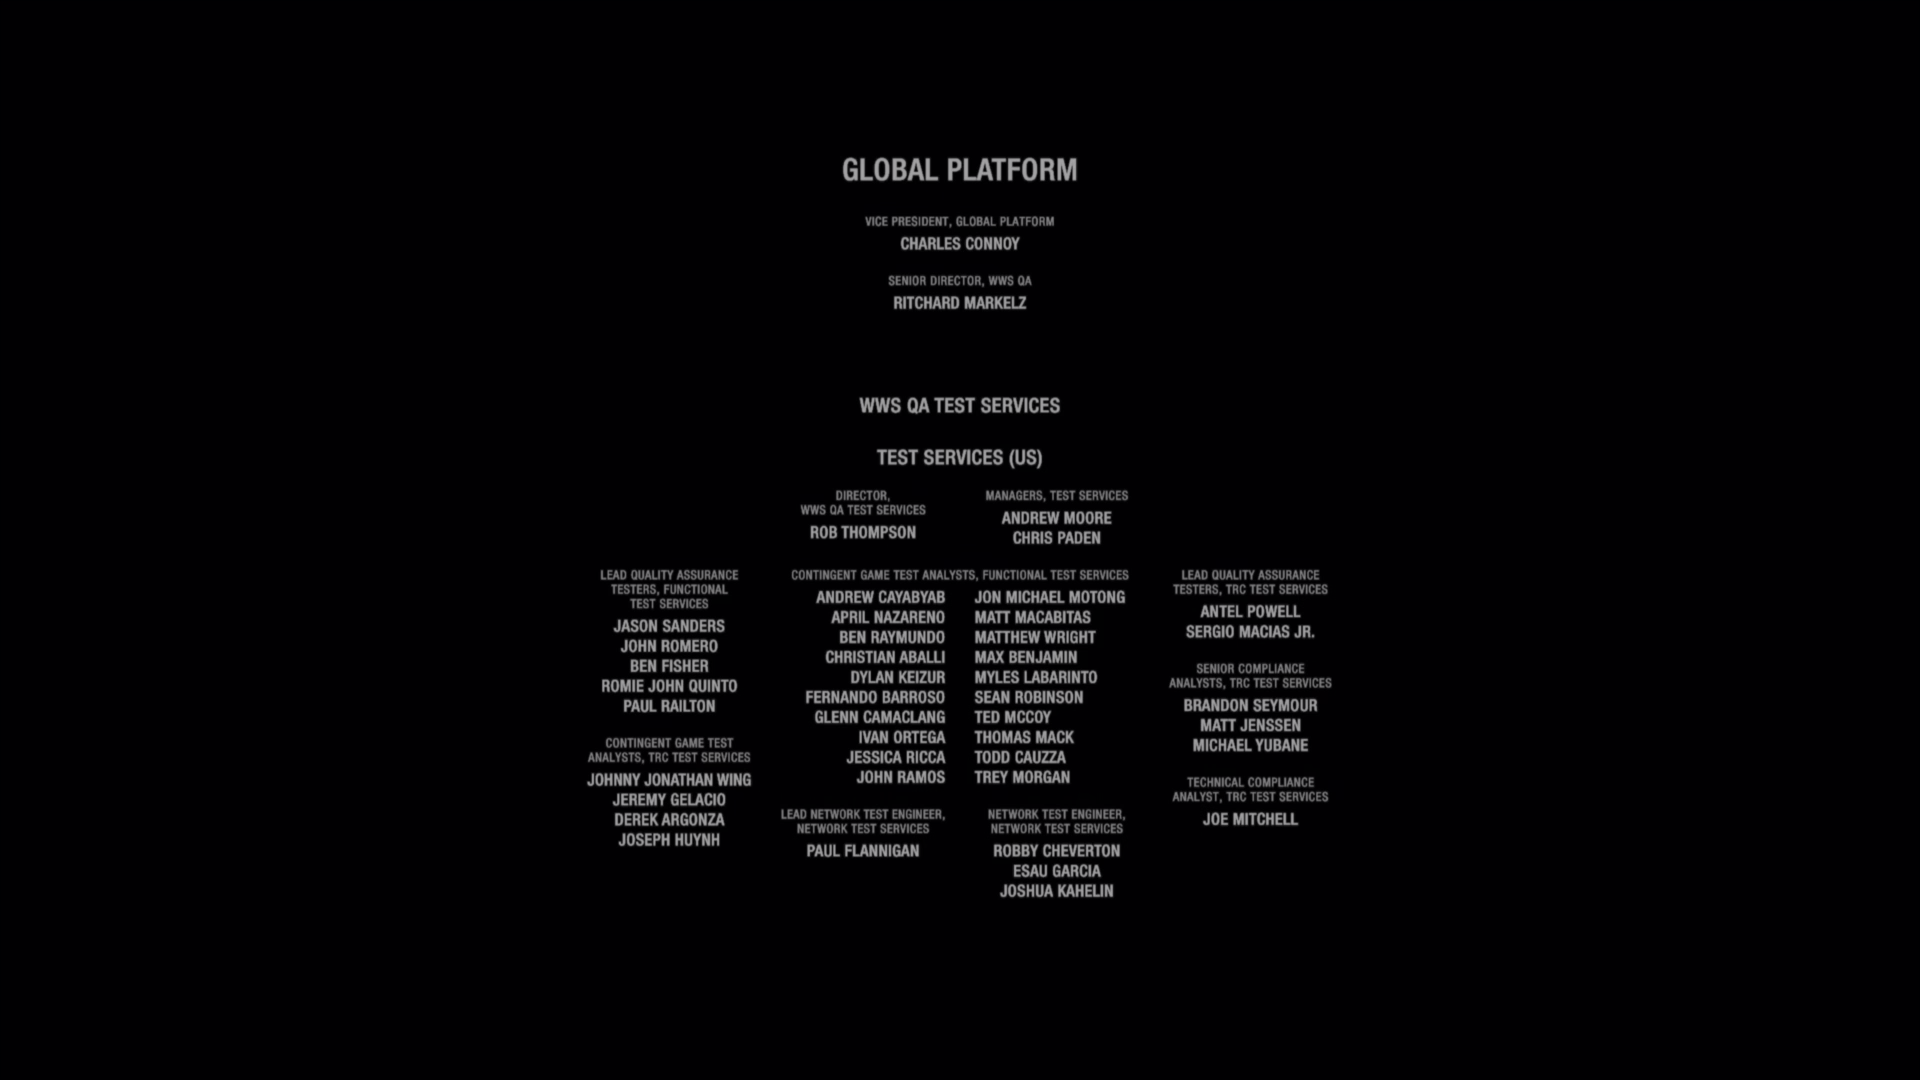 GLOBAL PLATFORM
VICE PRESIDENT, GLOBAL PLATFORM
CHARLES CONNOY
SENIOR DIRECTOR, WWS QA
RITCHARD MARKELZ
WWS QA TEST SERVICES
TEST SERVICES (US)
DIRECTOR,
WWS QA TEST SERVICES
ROB THOMPSON
MANAGERS, TEST SERVICES
ANDREW MOORE
CHRIS PADEN
LEAD QUALITY ASSURANCE
TESTERS, FUNCTIONAL
TEST SERVICES
JASON SANDERS
JOHN ROMERO
BEN FISHER
ROMIE JOHN QUINTO
PAUL RAILTON
CONTINGENT GAME TEST
ANALYSTS, TRC TEST SERVICES
JOHNNY JONATHAN WING
JEREMY GELACIO
DEREK ARGONZA
JOSEPH HUYNH
CONTINGENT GAME TEST ANALYSTS, FUNCTIONAL TEST SERVICES
ANDREW CAYABYAB
APRIL NAZARENO
BEN RAYMUNDO
CHRISTIAN ABALLI
DYLAN KEIZUR
FERNANDO BARROSO
GLENN CAMACLANG
IVAN ORTEGA
JESSICA RICCA
JOHN RAMOS
JON MICHAEL MOTONG
MATT MACABITAS
MATTHEW WRIGHT
MAX BENJAMIN
MYLES LABARINTO
SEAN ROBINSON
TED MCCOY
THOMAS MACK
TODD CAUZZA
TREY MORGAN
LEAD NETWORK TEST ENGINEER,
NETWORK TEST SERVICES
PAUL FLANNIGAN
NETWORK TEST ENGINEER,
NETWORK TEST SERVICES
ROBBY CHEVERTON
ESAU GARCIA
JOSHUA KAHELIN
LEAD QUALITY ASSURANCE
TESTERS, TRC TEST SERVICES
ANTEL POWELL
SERGIO MACIAS JR.
SENIOR COMPLIANCE
ANALYSTS, TRC TEST SERVICES
BRANDON SEYMOUR
MATT JENSSEN
MICHAEL YUBANE
TECHNICAL COMPLIANCE
ANALYST, TRC TEST SERVICES
JOE MITCHELL